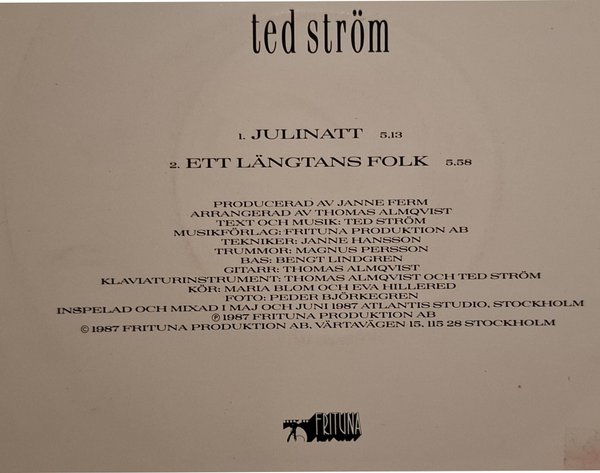 ted ström
1. JULINATT 5.13
2. ETT LÄNGTANS FOLK 5.58
PRODUCERAD AV JANNE FERM
ARRANGERAD AV THOMAS ALMQVIST
TEXT OCH MUSIK: TED STRÖM
MUSIKFÖRLAG: FRITUNA PRODUKTION AB
TEKNIKER: JANNE HANSSON
TRUMMOR: MAGNUS PERSSON
BAS: BENGT LINDGREN
GITARR: THOMAS ALMQVIST
KLAVIATURINSTRUMENT: THOMAS ALMQVIST OCH TED STRÖM
KÖR: MARIA BLOM OCH EVA HILLERED
FOTO: PEDER BJÖRKEGREN
INSPELAD OCH MIXAD I MAJ OCH JUNI 1987 ATLANTIS STUDIO, STOCKHOLM
℗ 1987 FRITUNA PRODUKTION AB
© 1987 FRITUNA PRODUKTION AB, VÄRTAVÄGEN 15, 115 28 STOCKHOLM
FRITUNA